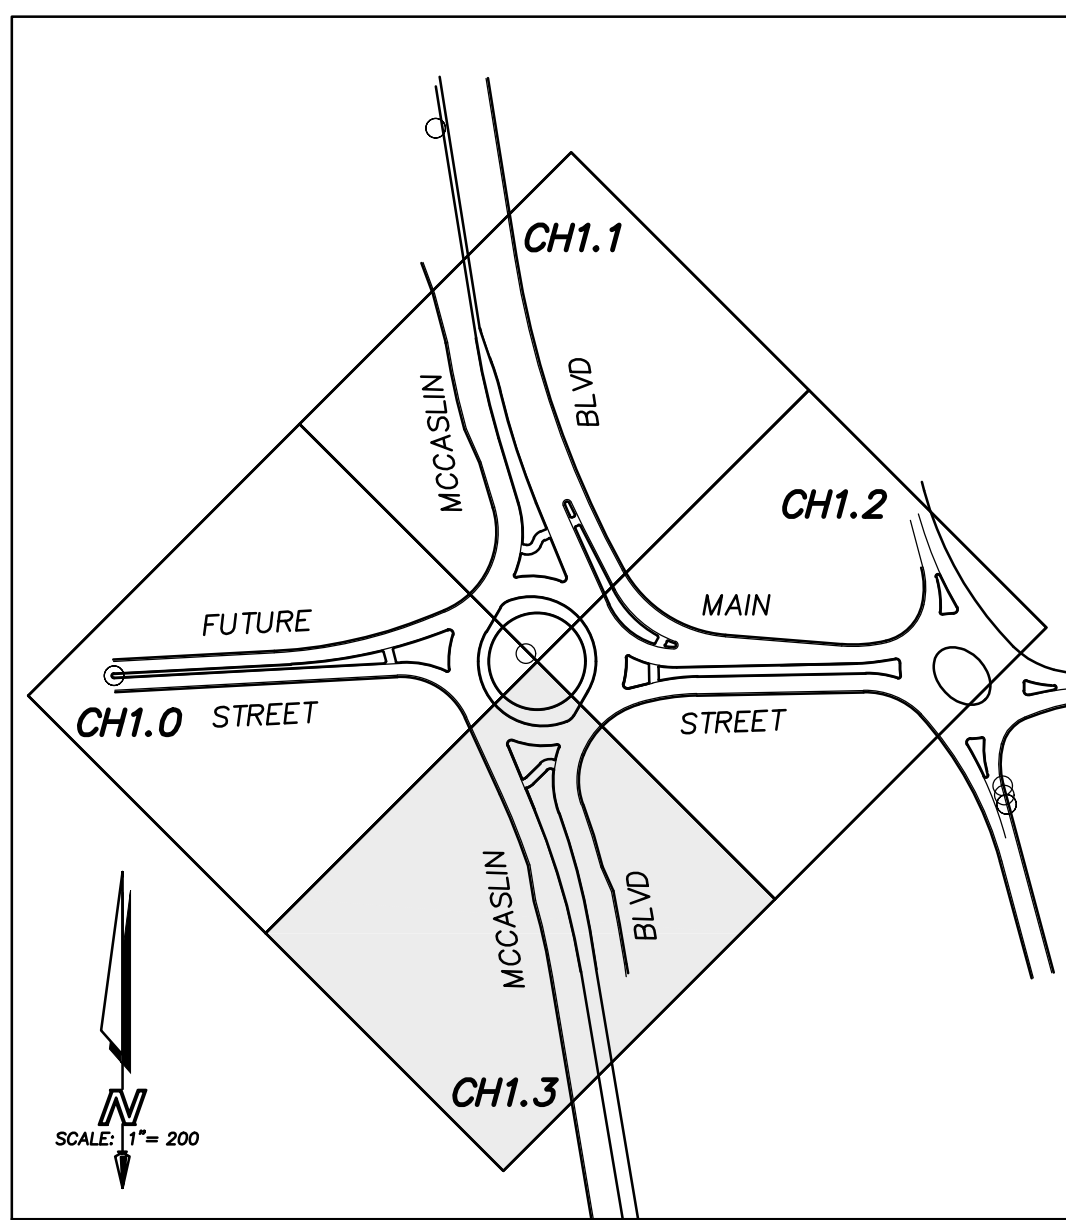 CH1.1
MCCASLIN
BLVD
CH1.2
FUTURE
MAIN
CH1.0
STREET
STREET
MCCASLIN
BLVD
CH1.3
N
SCALE: 1"= 200